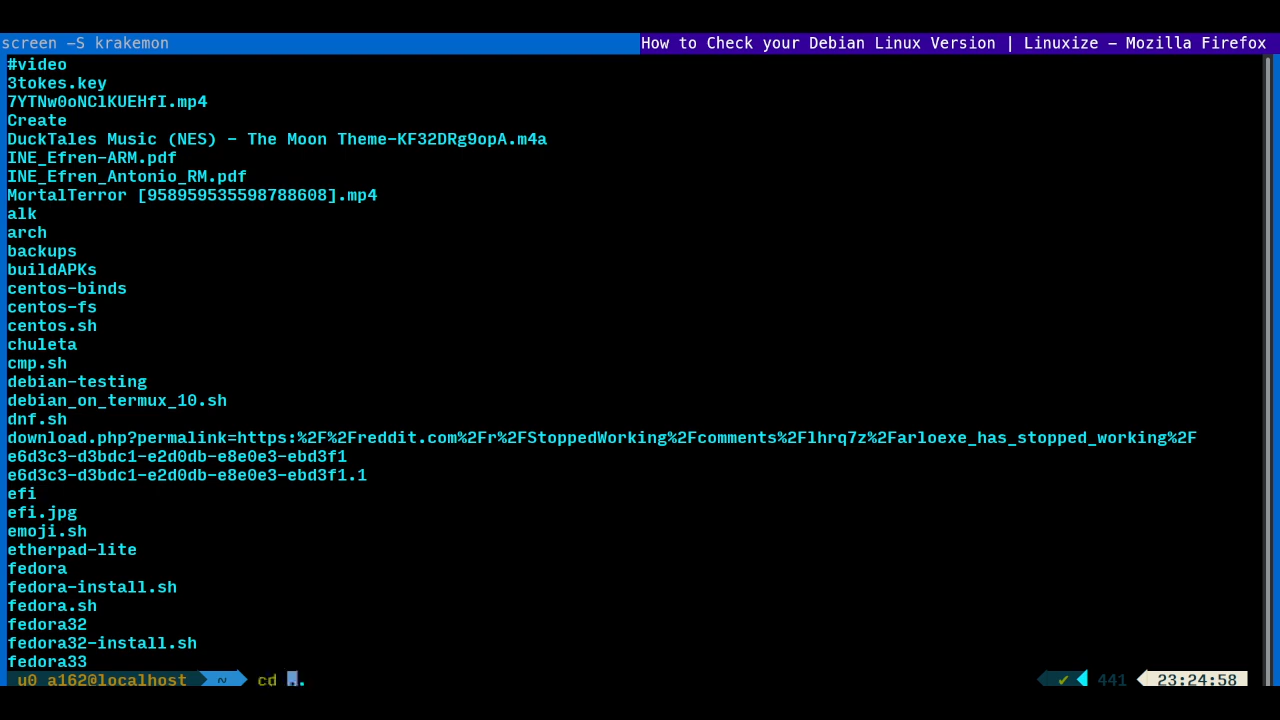 screen -S krakemon How to Check your Debian Linux Version | Linuxize - Mozilla Firefox
#video
3tokes.key
7YTNw0oNClKUEHfI.mp4
Create
DuckTales Music (NES) - The Moon Theme-KF32DRg9opA.m4a
INE_Efren-ARM.pdf
INE_Efren_Antonio_RM.pdf
MortalTerror [958959535598788608].mp4
alk
arch
backups
buildAPKs
centos-binds
centos-fs
centos.sh
chuleta
cmp.sh
debian-testing
debian_on_termux_10.sh
dnf.sh
download.php?permalink=https:%2F%2Freddit.com%2Fr%2FStoppedWorking%2Fcomments%2Flhrq7z%2Farloexe_has_stopped_working%2F
e6d3c3-d3bdc1-e2d0db-e8e0e3-ebd3f1
e6d3c3-d3bdc1-e2d0db-e8e0e3-ebd3f1.1
efi
efi.jpg
emoji.sh
etherpad-lite
fedora
fedora-install.sh
fedora.sh
fedora32
fedora32-install.sh
fedora33
u0_a162@localhost ~ cd .. ✔ 441 23:24:58